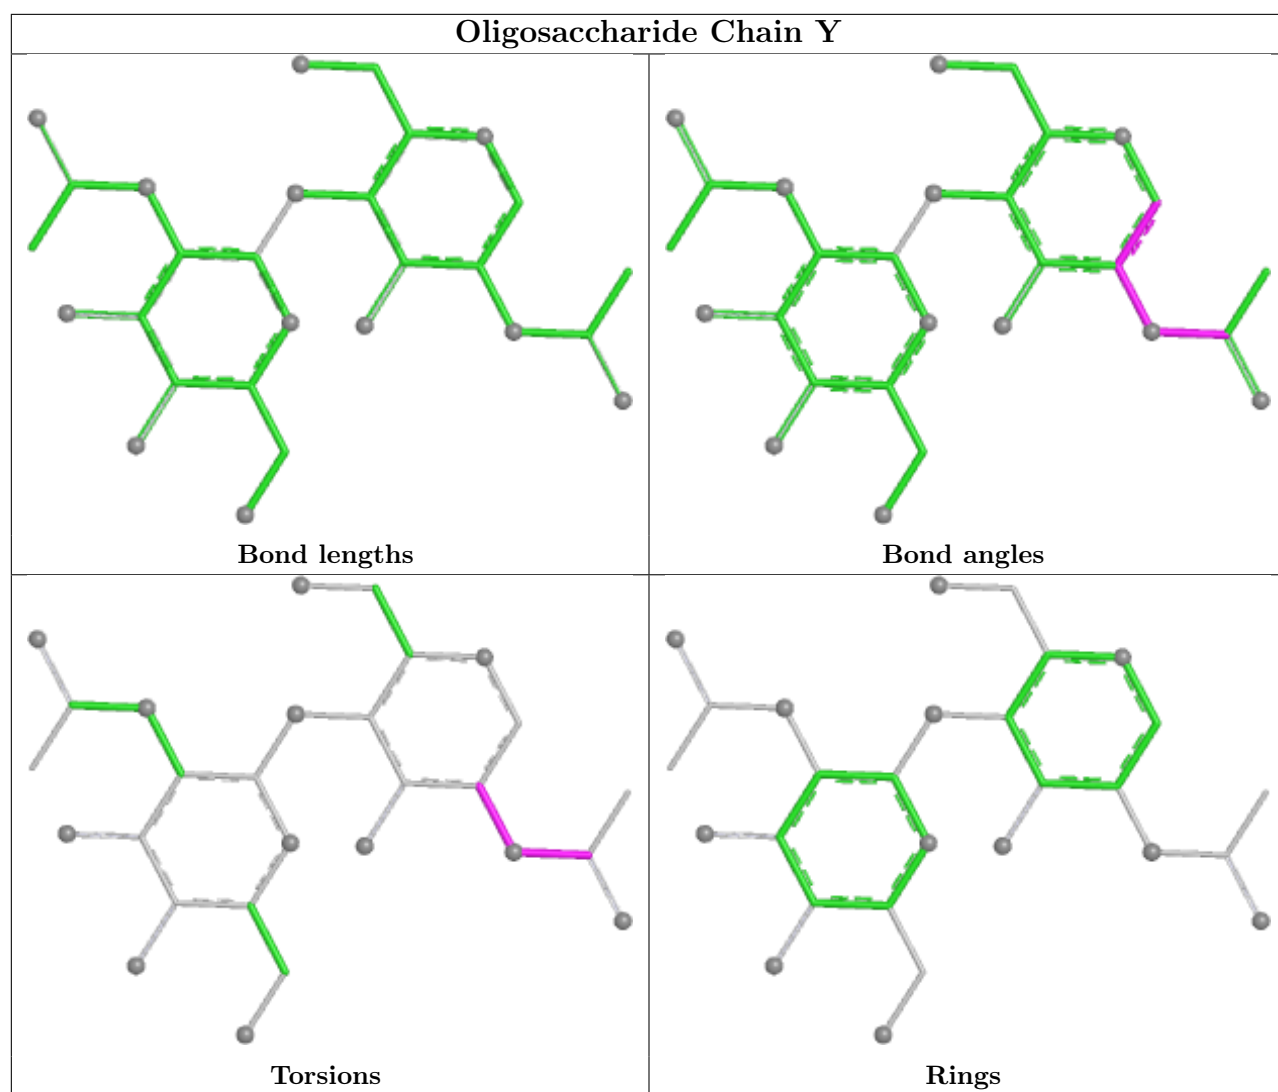 Oligosaccharide Chain Y
Bond lengths
Bond angles
Torsions
Rings